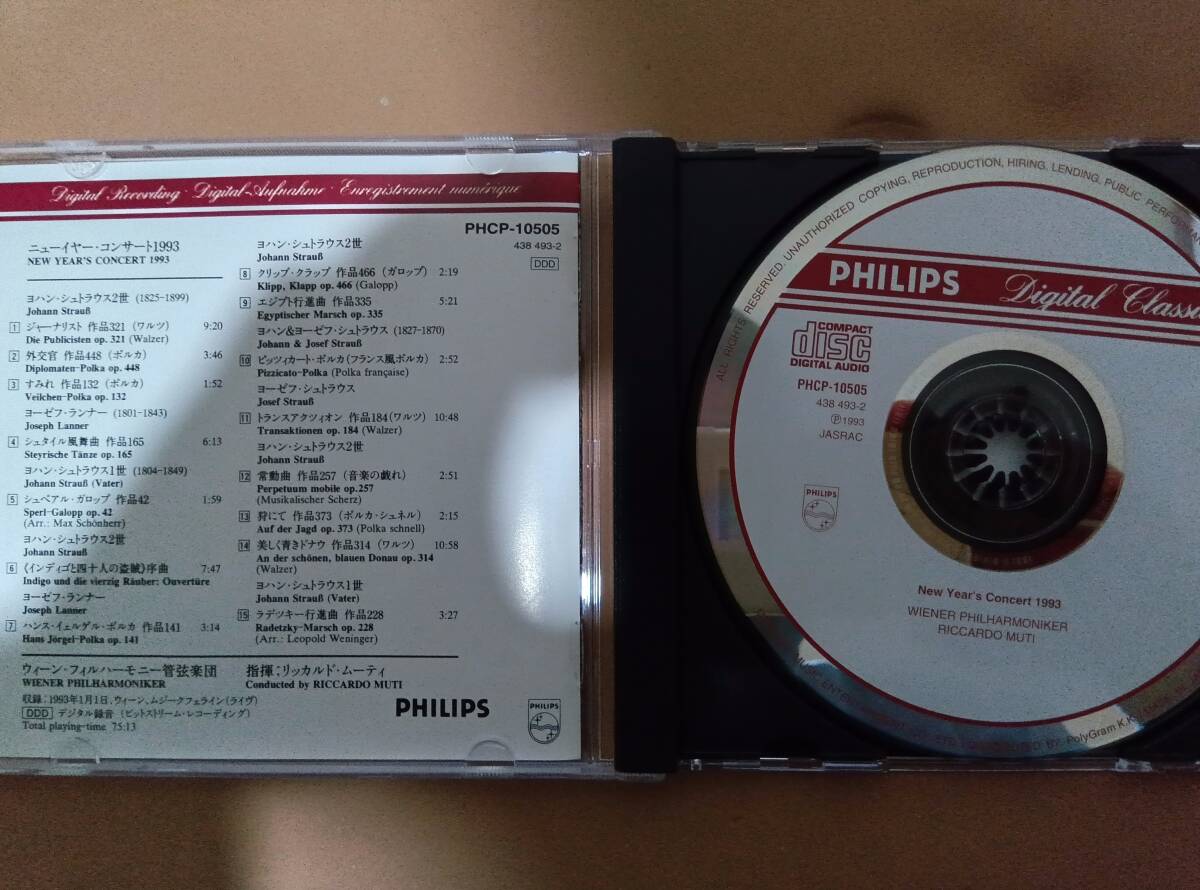 Digital Recording · Digital-Aufnahme · Enregistrement numérique
PHCP-10505
438 493-2
DDD
ニューイヤー・コンサート1993
NEW YEAR'S CONCERT 1993
ヨハン・シュトラウス2世 (1825-1899)
Johann Strauß
1 ジャーナリスト 作品321 (ワルツ) 9:20
Die Publicisten op. 321 (Walzer)
2 外交官 作品448 (ポルカ) 3:46
Diplomaten-Polka op. 448
3 すみれ 作品132 (ポルカ) 1:52
Veilchen-Polka op. 132
ヨーゼフ・ランナー (1801-1843)
Joseph Lanner
4 シュタイル風舞曲 作品165 6:13
Steyrische Tänze op. 165
ヨハン・シュトラウス1世 (1804-1849)
Johann Strauß (Vater)
5 シュペアル・ガロップ 作品42 1:59
Sperl-Galopp op. 42
(Arr.: Max Schönherr)
ヨハン・シュトラウス2世
Johann Strauß
6 《インディゴと四十人の盗賊》序曲 7:47
Indigo und die vierzig Räuber: Ouvertüre
ヨーゼフ・ランナー
Joseph Lanner
7 ハンス・イェルゲル・ポルカ 作品141 3:14
Hans Jörgel-Polka op. 141
ヨハン・シュトラウス2世
Johann Strauß
8 クリップ・クラップ 作品466 (ガロップ) 2:19
Klipp, Klapp op. 466 (Galopp)
9 エジプト行進曲 作品335 5:21
Egyptischer Marsch op. 335
ヨハン&ヨーゼフ・シュトラウス (1827-1870)
Johann & Josef Strauß
10 ピッツィカート・ポルカ (フランス風ポルカ) 2:52
Pizzicato-Polka (Polka française)
ヨーゼフ・シュトラウス
Josef Strauß
11 トランスアクツィオン 作品184 (ワルツ) 10:48
Transaktionen op. 184 (Walzer)
ヨハン・シュトラウス2世
Johann Strauß
12 常動曲 作品257 (音楽の戯れ) 2:51
Perpetuum mobile op.257
(Musikalischer Scherz)
13 狩にて 作品373 (ポルカ・シュネル) 2:15
Auf der Jagd op. 373 (Polka schnell)
14 美しく青きドナウ 作品314 (ワルツ) 10:58
An der schönen, blauen Donau op. 314
(Walzer)
ヨハン・シュトラウス1世
Johann Strauß (Vater)
15 ラデツキー行進曲 作品228 3:27
Radetzky-Marsch op. 228
(Arr.: Leopold Weninger)
ウィーン・フィルハーモニー管弦楽団 指揮:リッカルド・ムーティ
WIENER PHILHARMONIKER Conducted by RICCARDO MUTI
収録:1993年1月1日、ウィーン、ムジークフェライン (ライヴ)
DDD デジタル録音 (ビットストリーム・レコーディング)
Total playing-time 75:13
PHILIPS
PHILIPS
ALL RIGHTS RESERVED. UNAUTHORIZED COPYING, REPRODUCTION, HIRING, LENDING, PUBLIC
PHILIPS Digital
COMPACT
disc
DIGITAL AUDIO
PHCP-10505
438 493-2
Ⓟ1993
JASRAC
PHILIPS
New Year's Concert 1993
WIENER PHILHARMONIKER
RICCARDO MUTI
BY PolyGram K.K.